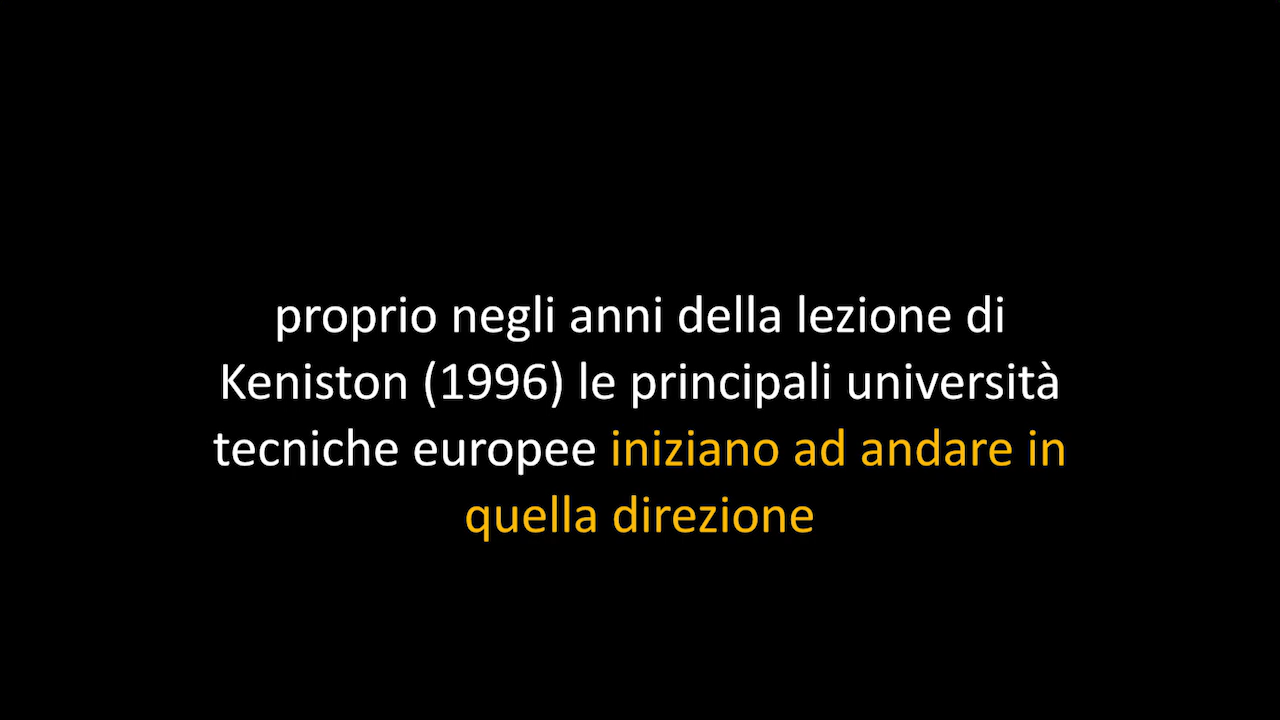 proprio negli anni della lezione di
Keniston (1996) le principali università
tecniche europee iniziano ad andare in
quella direzione